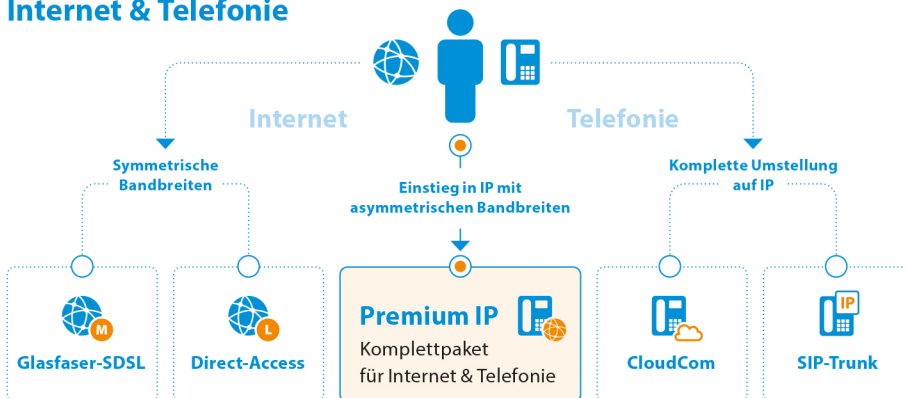 Internet & Telefonie
Internet
Telefonie
Symmetrische
Bandbreiten
Einstieg in IP mit
asymmetrischen Bandbreiten
Komplette Umstellung
auf IP
M
Glasfaser-SDSL
L
Direct-Access
Premium IP
Komplettpaket
für Internet & Telefonie
CloudCom
IP
SIP-Trunk